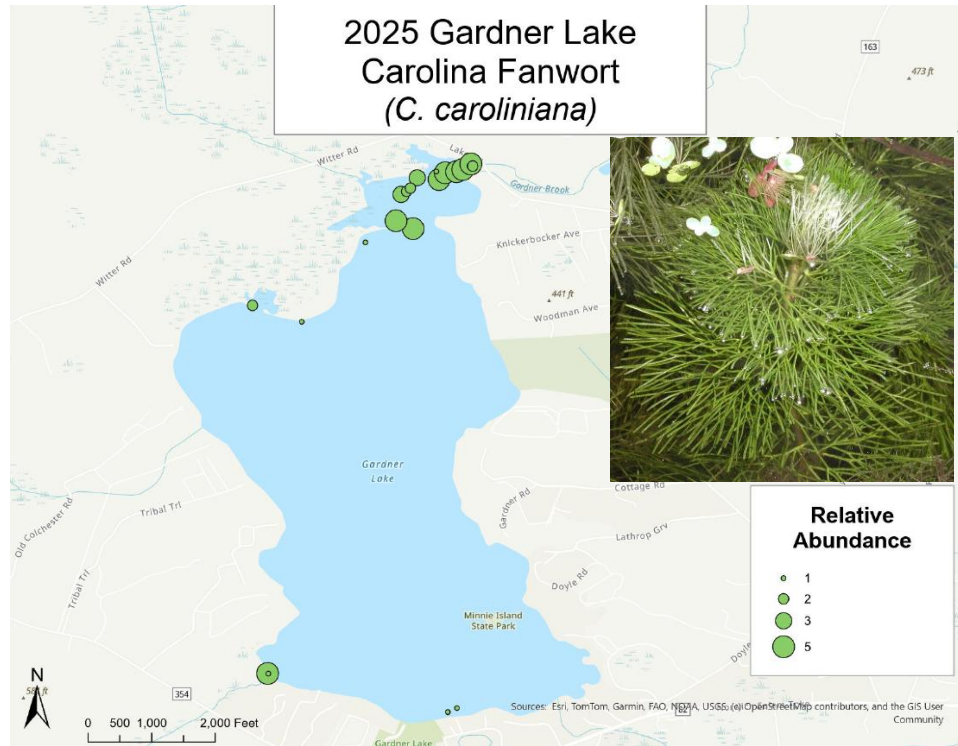 2025 Gardner Lake
Carolina Fanwort
(C. caroliniana)
163
473 ft
Witter Rd
Gardner Brook
Knickerbocker Ave
Witter Rd
441 ft
Woodman Ave
Gardner
Lake
Cottage Rd
Old Colchester Rd
Tribal Trl
Gardner Rd
Lathrop Grv
Tribal Trl
Doyle Rd
Minnie Island
State Park
Relative
Abundance
1
2
3
5
N
354
0 500 1,000 2,000 Feet
82
Sources: Esri, TomTom, Garmin, FAO, NOAA, USGS, (c) OpenStreetMap contributors, and the GIS User
Community
Gardner Lake